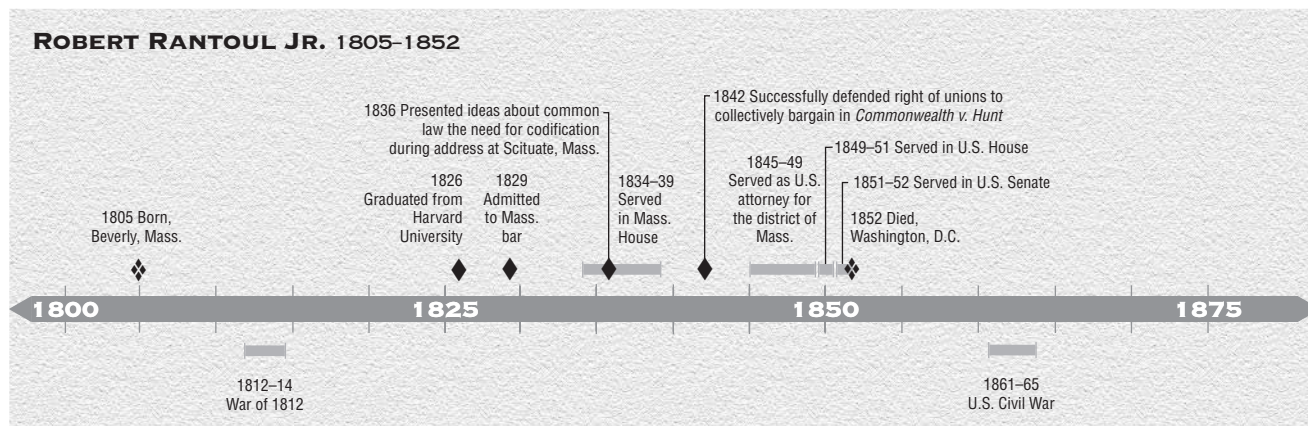 ROBERT RANTOUL JR. 1805–1852
1836 Presented ideas about common
law the need for codification
during address at Scituate, Mass.
1842 Successfully defended right of unions to
collectively bargain in Commonwealth v. Hunt
1805 Born,
Beverly, Mass.
1826
Graduated from
Harvard
University
1829
Admitted
to Mass.
bar
1834–39
Served
in Mass.
House
1845–49
Served as U.S.
attorney for
the district of
Mass.
1849–51 Served in U.S. House
1851–52 Served in U.S. Senate
1852 Died,
Washington, D.C.
1800
1825
1850
1875
1812–14
War of 1812
1861–65
U.S. Civil War